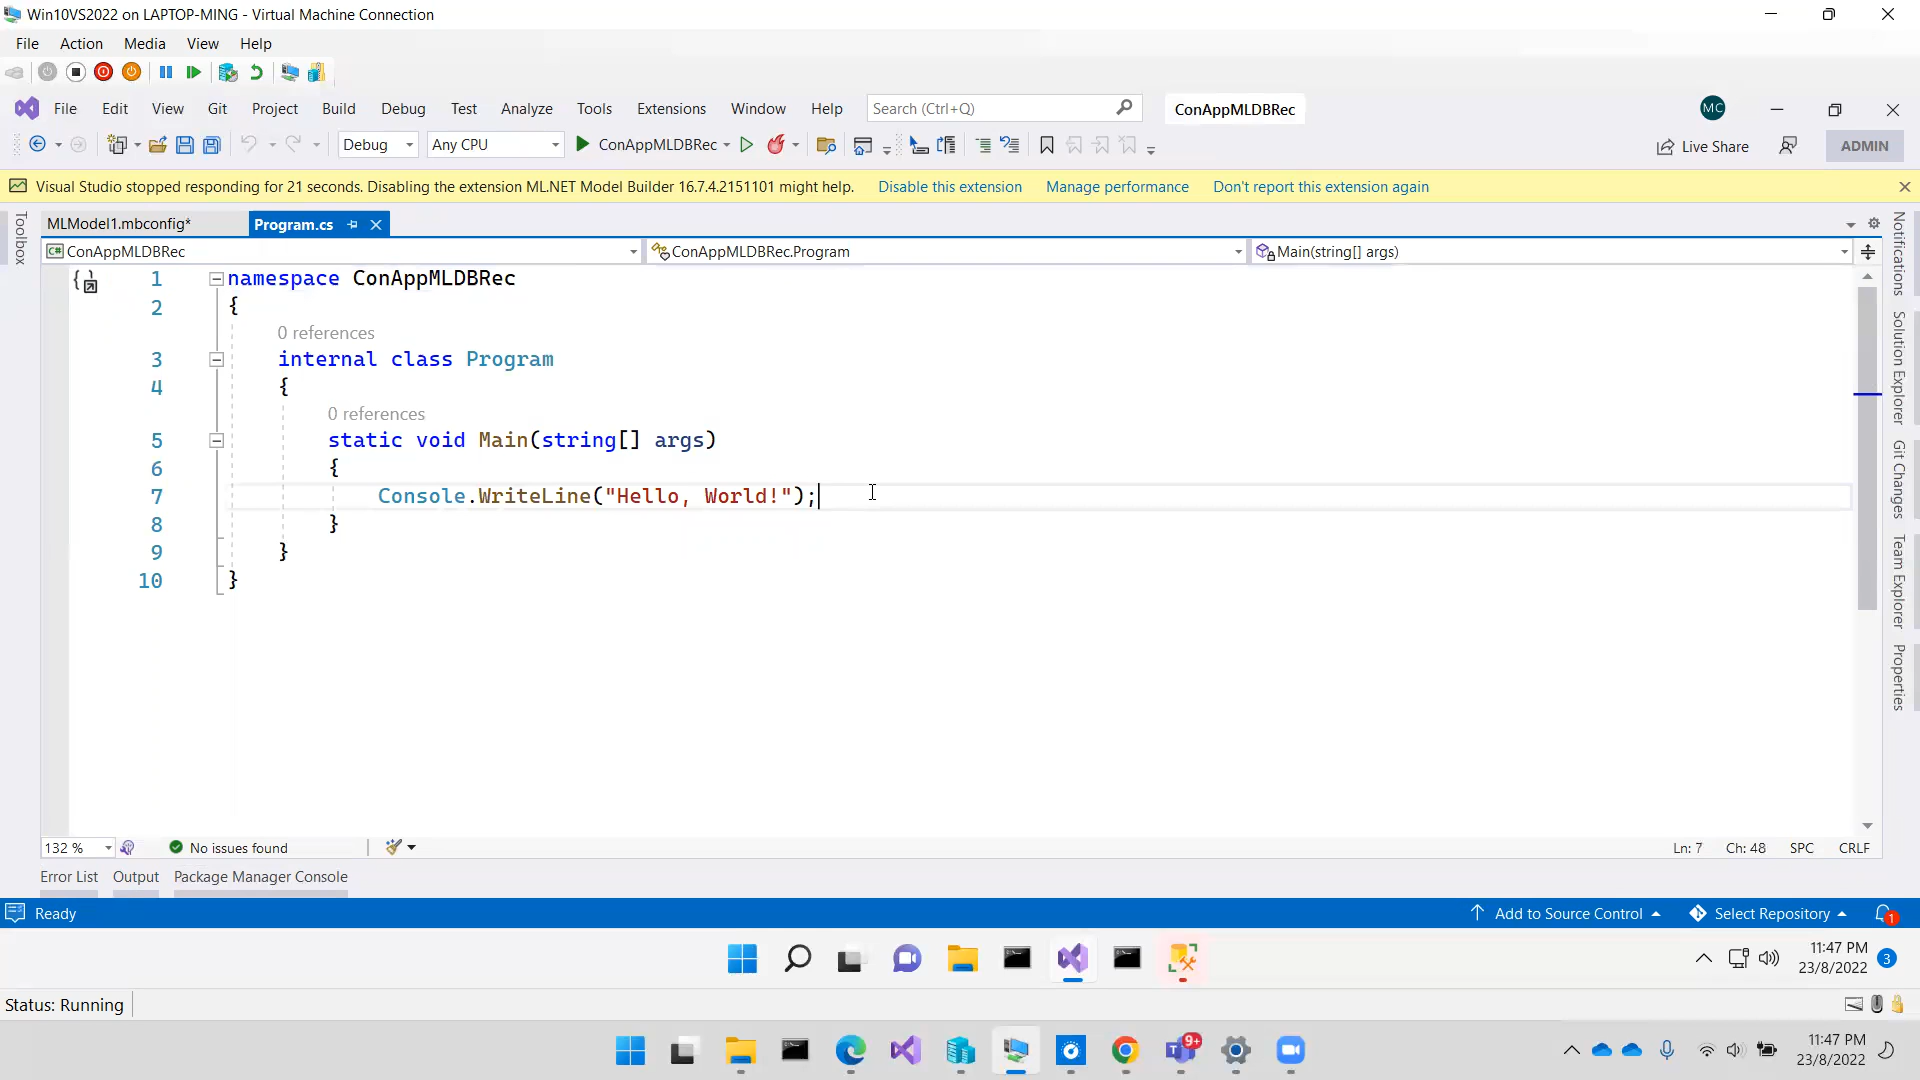 Win10VS2022 on LAPTOP-MING - Virtual Machine Connection
File Action Media View Help
File Edit View Git Project Build Debug Test Analyze Tools Extensions Window Help Search (Ctrl+Q) ConAppMLDBRec MC
Debug Any CPU ConAppMLDBRec Live Share ADMIN
Visual Studio stopped responding for 21 seconds. Disabling the extension ML.NET Model Builder 16.7.4.2151101 might help. Disable this extension Manage performance Don't report this extension again
Toolbox
MLModel1.mbconfig* Program.cs
ConAppMLDBRec ConAppMLDBRec.Program Main(string[] args)
1 namespace ConAppMLDBRec
2 {
0 references
3 internal class Program
4 {
0 references
5 static void Main(string[] args)
6 {
7 Console.WriteLine("Hello, World!");
8 }
9 }
10 }
Notifications
Solution Explorer
Git Changes
Team Explorer
Properties
132 % No issues found Ln: 7 Ch: 48 SPC CRLF
Error List Output Package Manager Console
Ready Add to Source Control Select Repository 1
11:47 PM
23/8/2022 3
Status: Running
9+
11:47 PM
23/8/2022